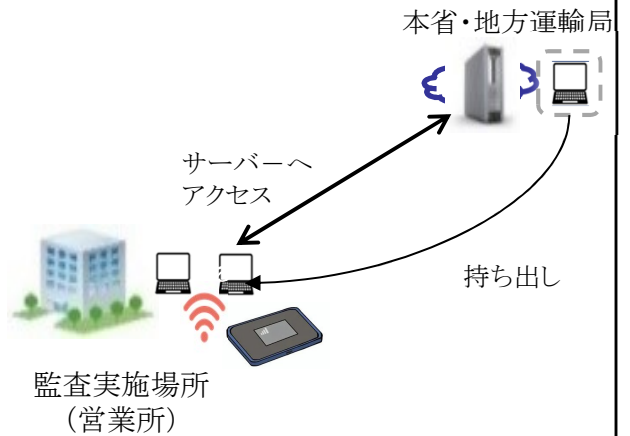 本省・地方運輸局
サーバーへ
アクセス
持ち出し
監査実施場所
（営業所）